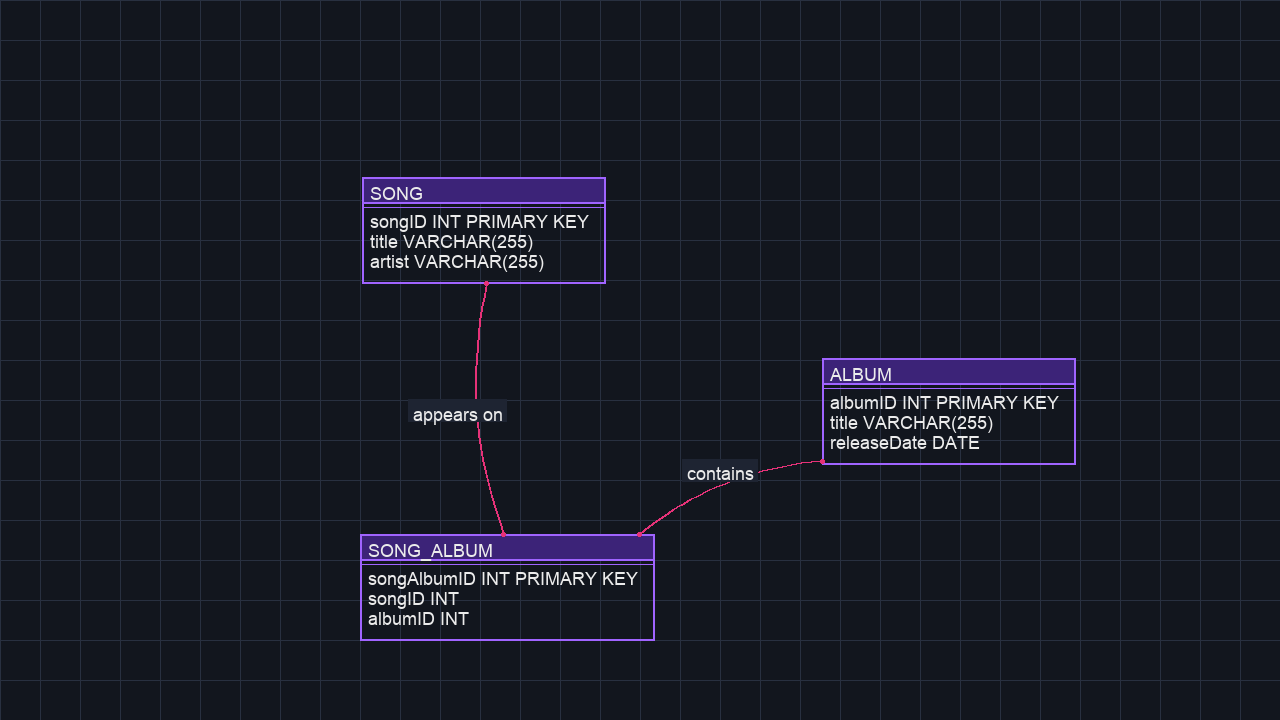 SONG
songID INT PRIMARY KEY
title VARCHAR(255)
artist VARCHAR(255)
appears on
ALBUM
albumID INT PRIMARY KEY
title VARCHAR(255)
releaseDate DATE
contains
SONG_ALBUM
songAlbumID INT PRIMARY KEY
songID INT
albumID INT